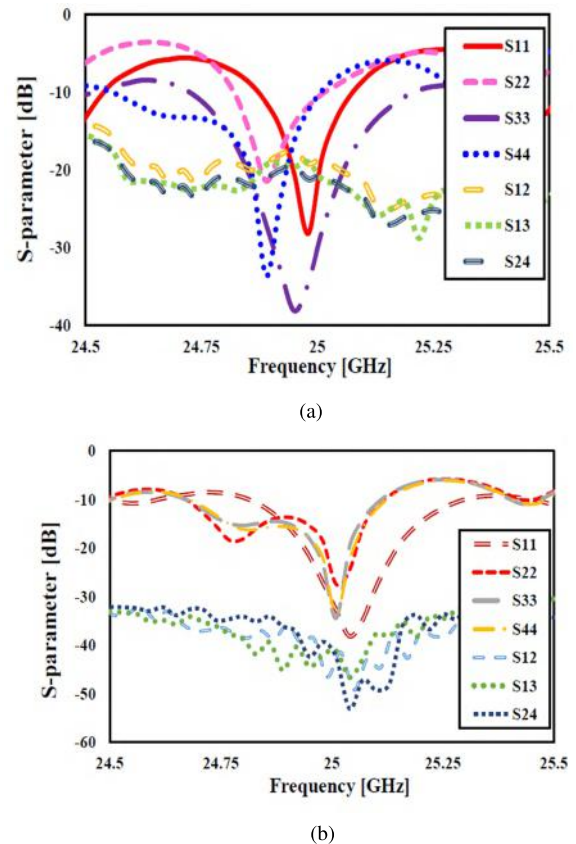 0
-10
-20
-30
-40
S-parameter [dB]
24.5 24.75 25 25.25 25.5
Frequency [GHz]
S11
S22
S33
S44
S12
S13
S24
(a)
0
-10
-20
-30
-40
-50
-60
S-parameter [dB]
24.5 24.75 25 25.25 25.5
Frequency [GHz]
S11
S22
S33
S44
S12
S13
S24
(b)